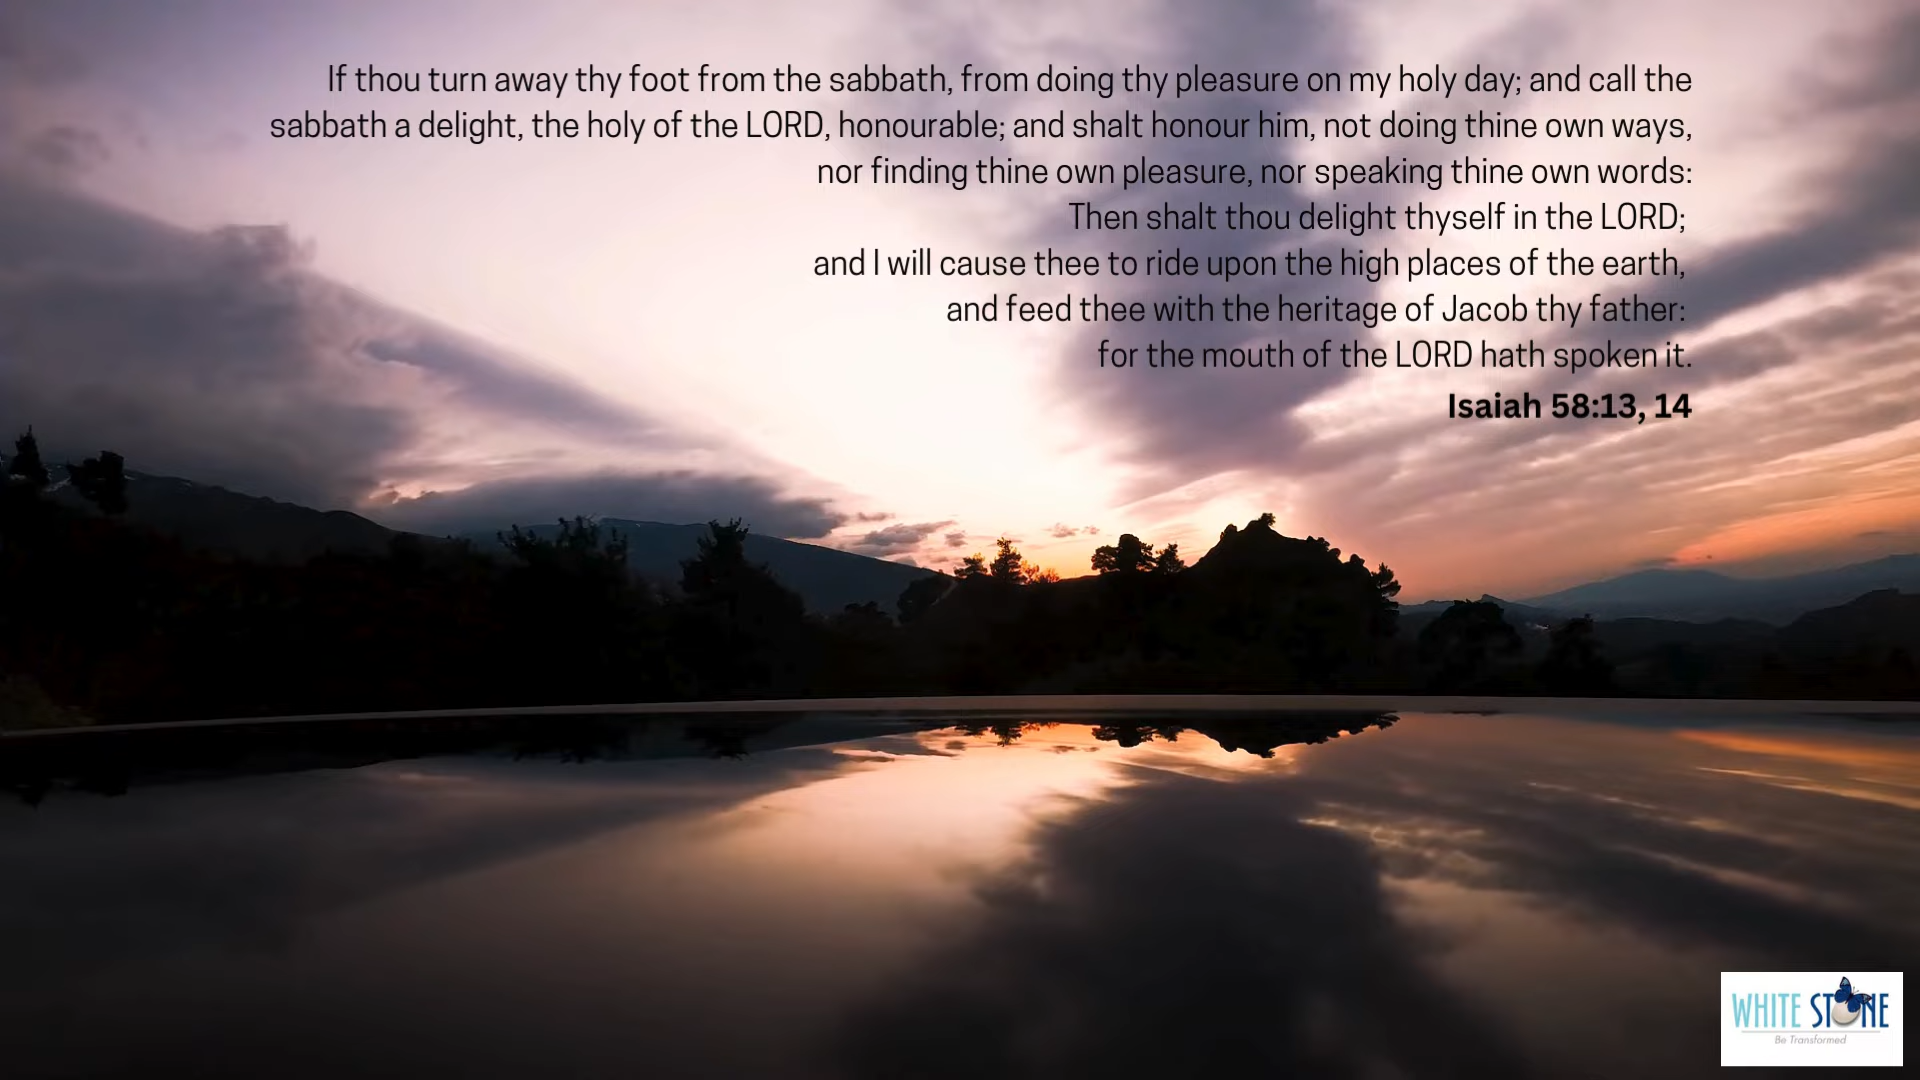 If thou turn away thy foot from the sabbath, from doing thy pleasure on my holy day; and call the
sabbath a delight, the holy of the LORD, honourable; and shalt honour him, not doing thine own ways,
nor finding thine own pleasure, nor speaking thine own words:
Then shalt thou delight thyself in the LORD;
and I will cause thee to ride upon the high places of the earth,
and feed thee with the heritage of Jacob thy father:
for the mouth of the LORD hath spoken it.
Isaiah 58:13, 14
WHITE STONE
Be Transformed